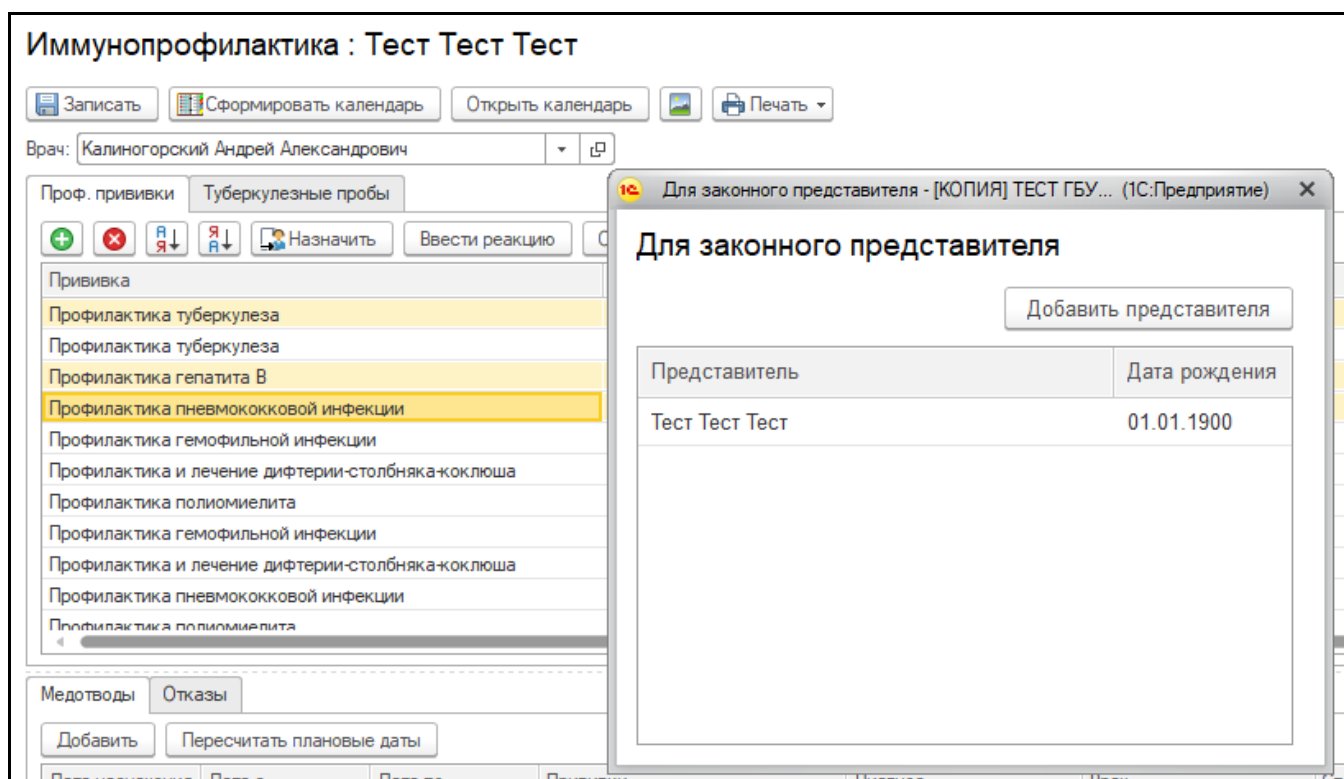 Иммунопрофилактика : Тест Тест Тест
Записать Сформировать календарь Открыть календарь Печать
Врач: Калиногорский Андрей Александрович
Проф. прививки Туберкулезные пробы
Назначить Ввести реакцию
Прививка
Профилактика туберкулеза
Профилактика туберкулеза
Профилактика гепатита В
Профилактика пневмококковой инфекции
Профилактика гемофильной инфекции
Профилактика и лечение дифтерии-столбняка-коклюша
Профилактика полиомиелита
Профилактика гемофильной инфекции
Профилактика и лечение дифтерии-столбняка-коклюша
Профилактика пневмококковой инфекции
Профилактика полиомиелита
Медотводы Отказы
Добавить Пересчитать плановые даты
1С Для законного представителя - [КОПИЯ] ТЕСТ ГБУ... (1С:Предприятие)
Для законного представителя
Добавить представителя
Представитель Дата рождения
Тест Тест Тест 01.01.1900